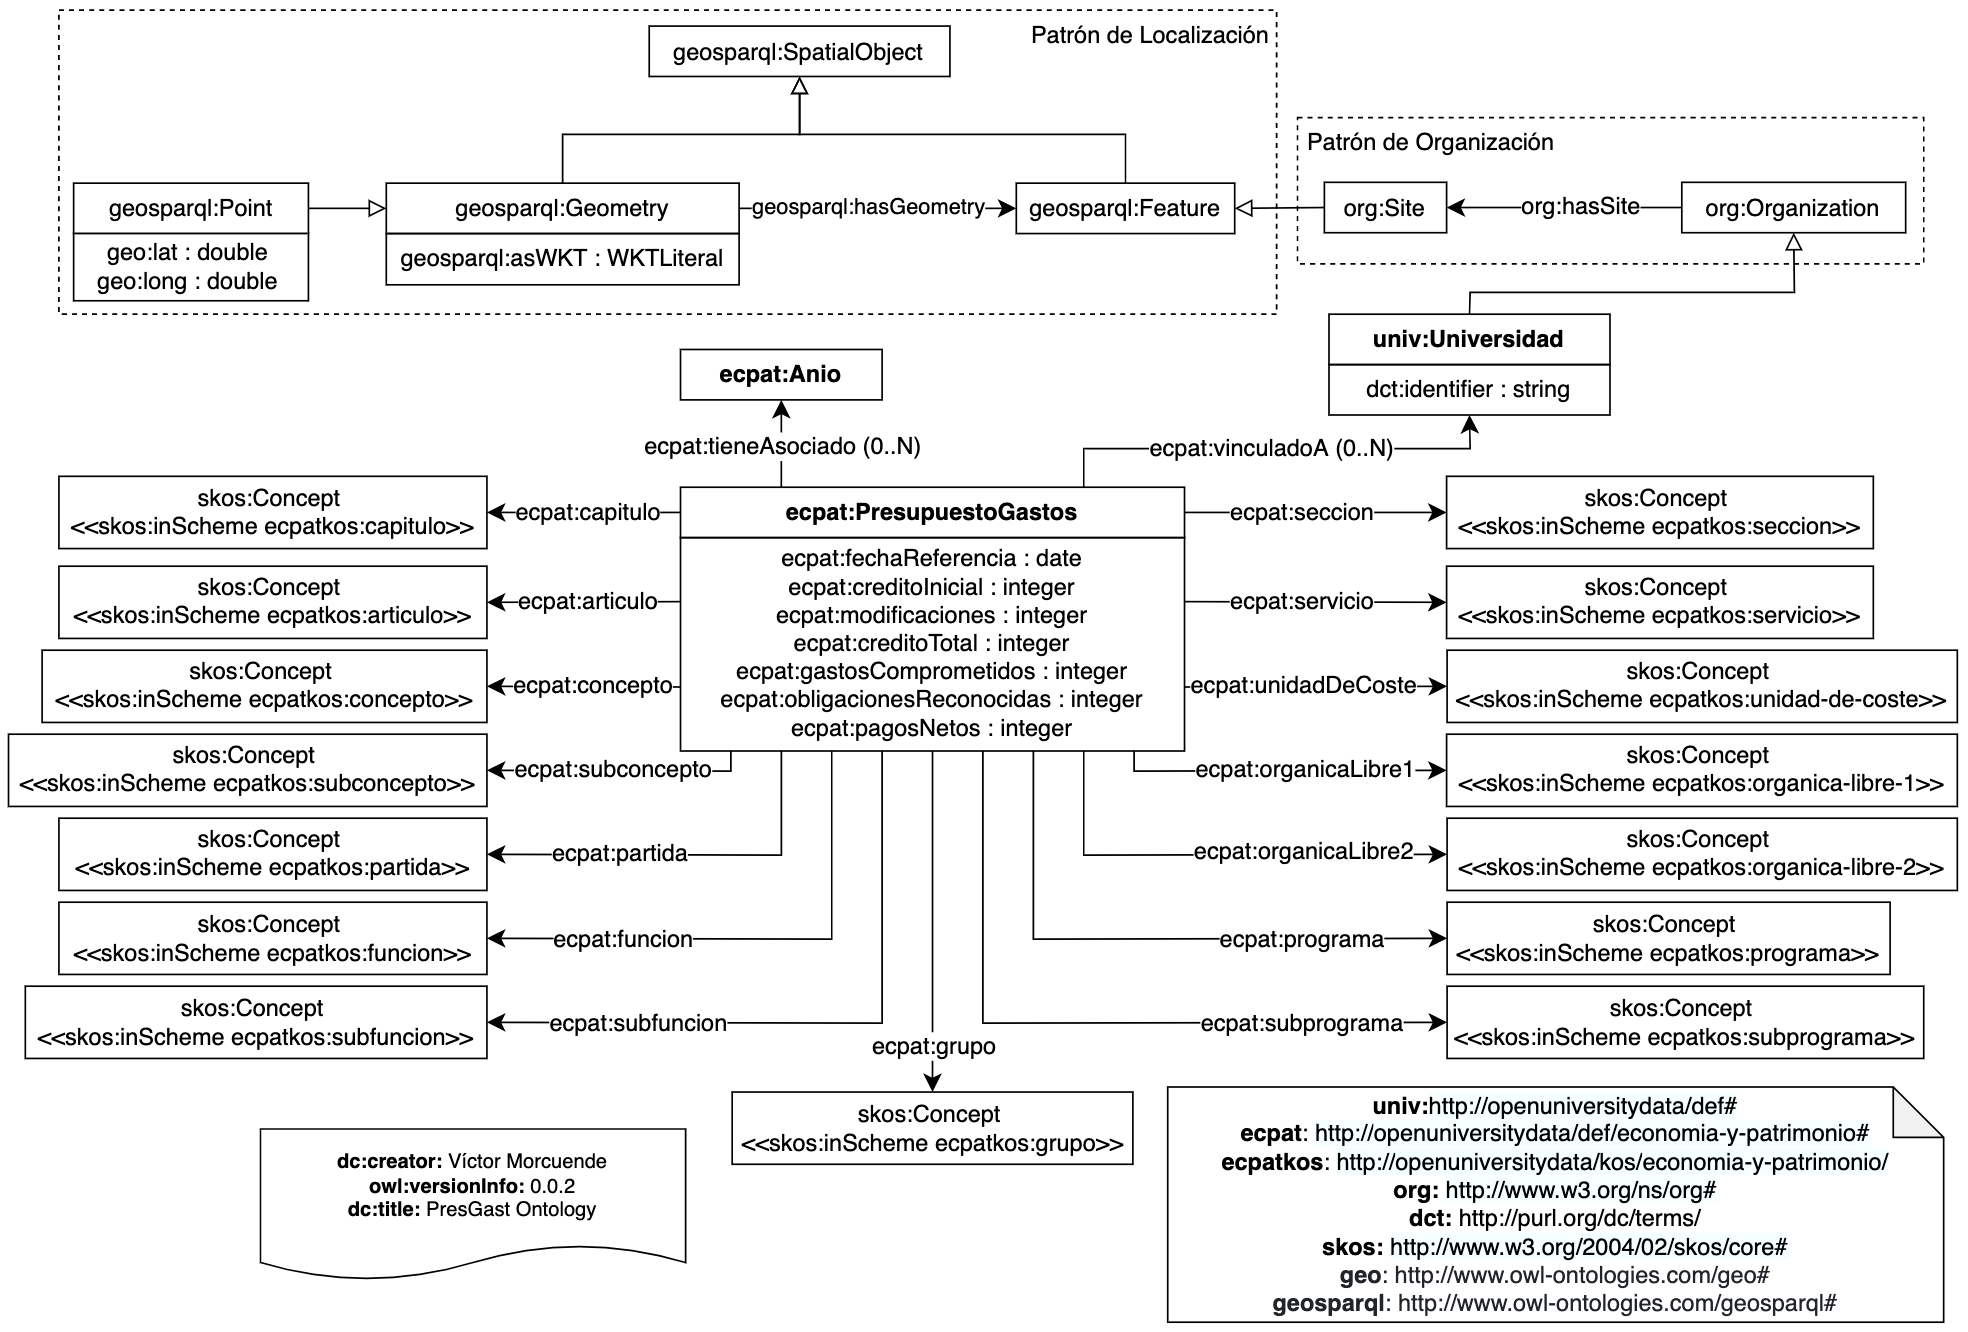 geosparql:SpatialObject
Patrón de Localización
Patrón de Organización
geosparql:Point
geo:lat : double
geo:long : double
geosparql:Geometry
geosparql:asWKT : WKTLiteral
geosparql:hasGeometry
geosparql:Feature
org:Site
org:hasSite
org:Organization
univ:Universidad
dct:identifier : string
ecpat:Anio
ecpat:tieneAsociado (0..N)
ecpat:vinculadoA (0..N)
skos:Concept
<<skos:inScheme ecpatkos:capitulo>>
ecpat:capitulo
ecpat:PresupuestoGastos
ecpat:fechaReferencia : date
ecpat:creditoInicial : integer
ecpat:modificaciones : integer
ecpat:creditoTotal : integer
ecpat:gastosComprometidos : integer
ecpat:obligacionesReconocidas : integer
ecpat:pagosNetos : integer
ecpat:seccion
skos:Concept
<<skos:inScheme ecpatkos:seccion>>
skos:Concept
<<skos:inScheme ecpatkos:articulo>>
ecpat:articulo
ecpat:servicio
skos:Concept
<<skos:inScheme ecpatkos:servicio>>
skos:Concept
<<skos:inScheme ecpatkos:concepto>>
ecpat:concepto
ecpat:unidadDeCoste
skos:Concept
<<skos:inScheme ecpatkos:unidad-de-coste>>
skos:Concept
<<skos:inScheme ecpatkos:subconcepto>>
ecpat:subconcepto
ecpat:organicaLibre1
skos:Concept
<<skos:inScheme ecpatkos:organica-libre-1>>
skos:Concept
<<skos:inScheme ecpatkos:partida>>
ecpat:partida
ecpat:organicaLibre2
skos:Concept
<<skos:inScheme ecpatkos:organica-libre-2>>
skos:Concept
<<skos:inScheme ecpatkos:funcion>>
ecpat:funcion
ecpat:programa
skos:Concept
<<skos:inScheme ecpatkos:programa>>
skos:Concept
<<skos:inScheme ecpatkos:subfuncion>>
ecpat:subfuncion
ecpat:subprograma
skos:Concept
<<skos:inScheme ecpatkos:subprograma>>
ecpat:grupo
skos:Concept
<<skos:inScheme ecpatkos:grupo>>
dc:creator: Víctor Morcuende
owl:versionInfo: 0.0.2
dc:title: PresGast Ontology
univ:http://openuniversitydata/def#
ecpat: http://openuniversitydata/def/economia-y-patrimonio#
ecpatkos: http://openuniversitydata/kos/economia-y-patrimonio/
org: http://www.w3.org/ns/org#
dct: http://purl.org/dc/terms/
skos: http://www.w3.org/2004/02/skos/core#
geo: http://www.owl-ontologies.com/geo#
geosparql: http://www.owl-ontologies.com/geosparql#